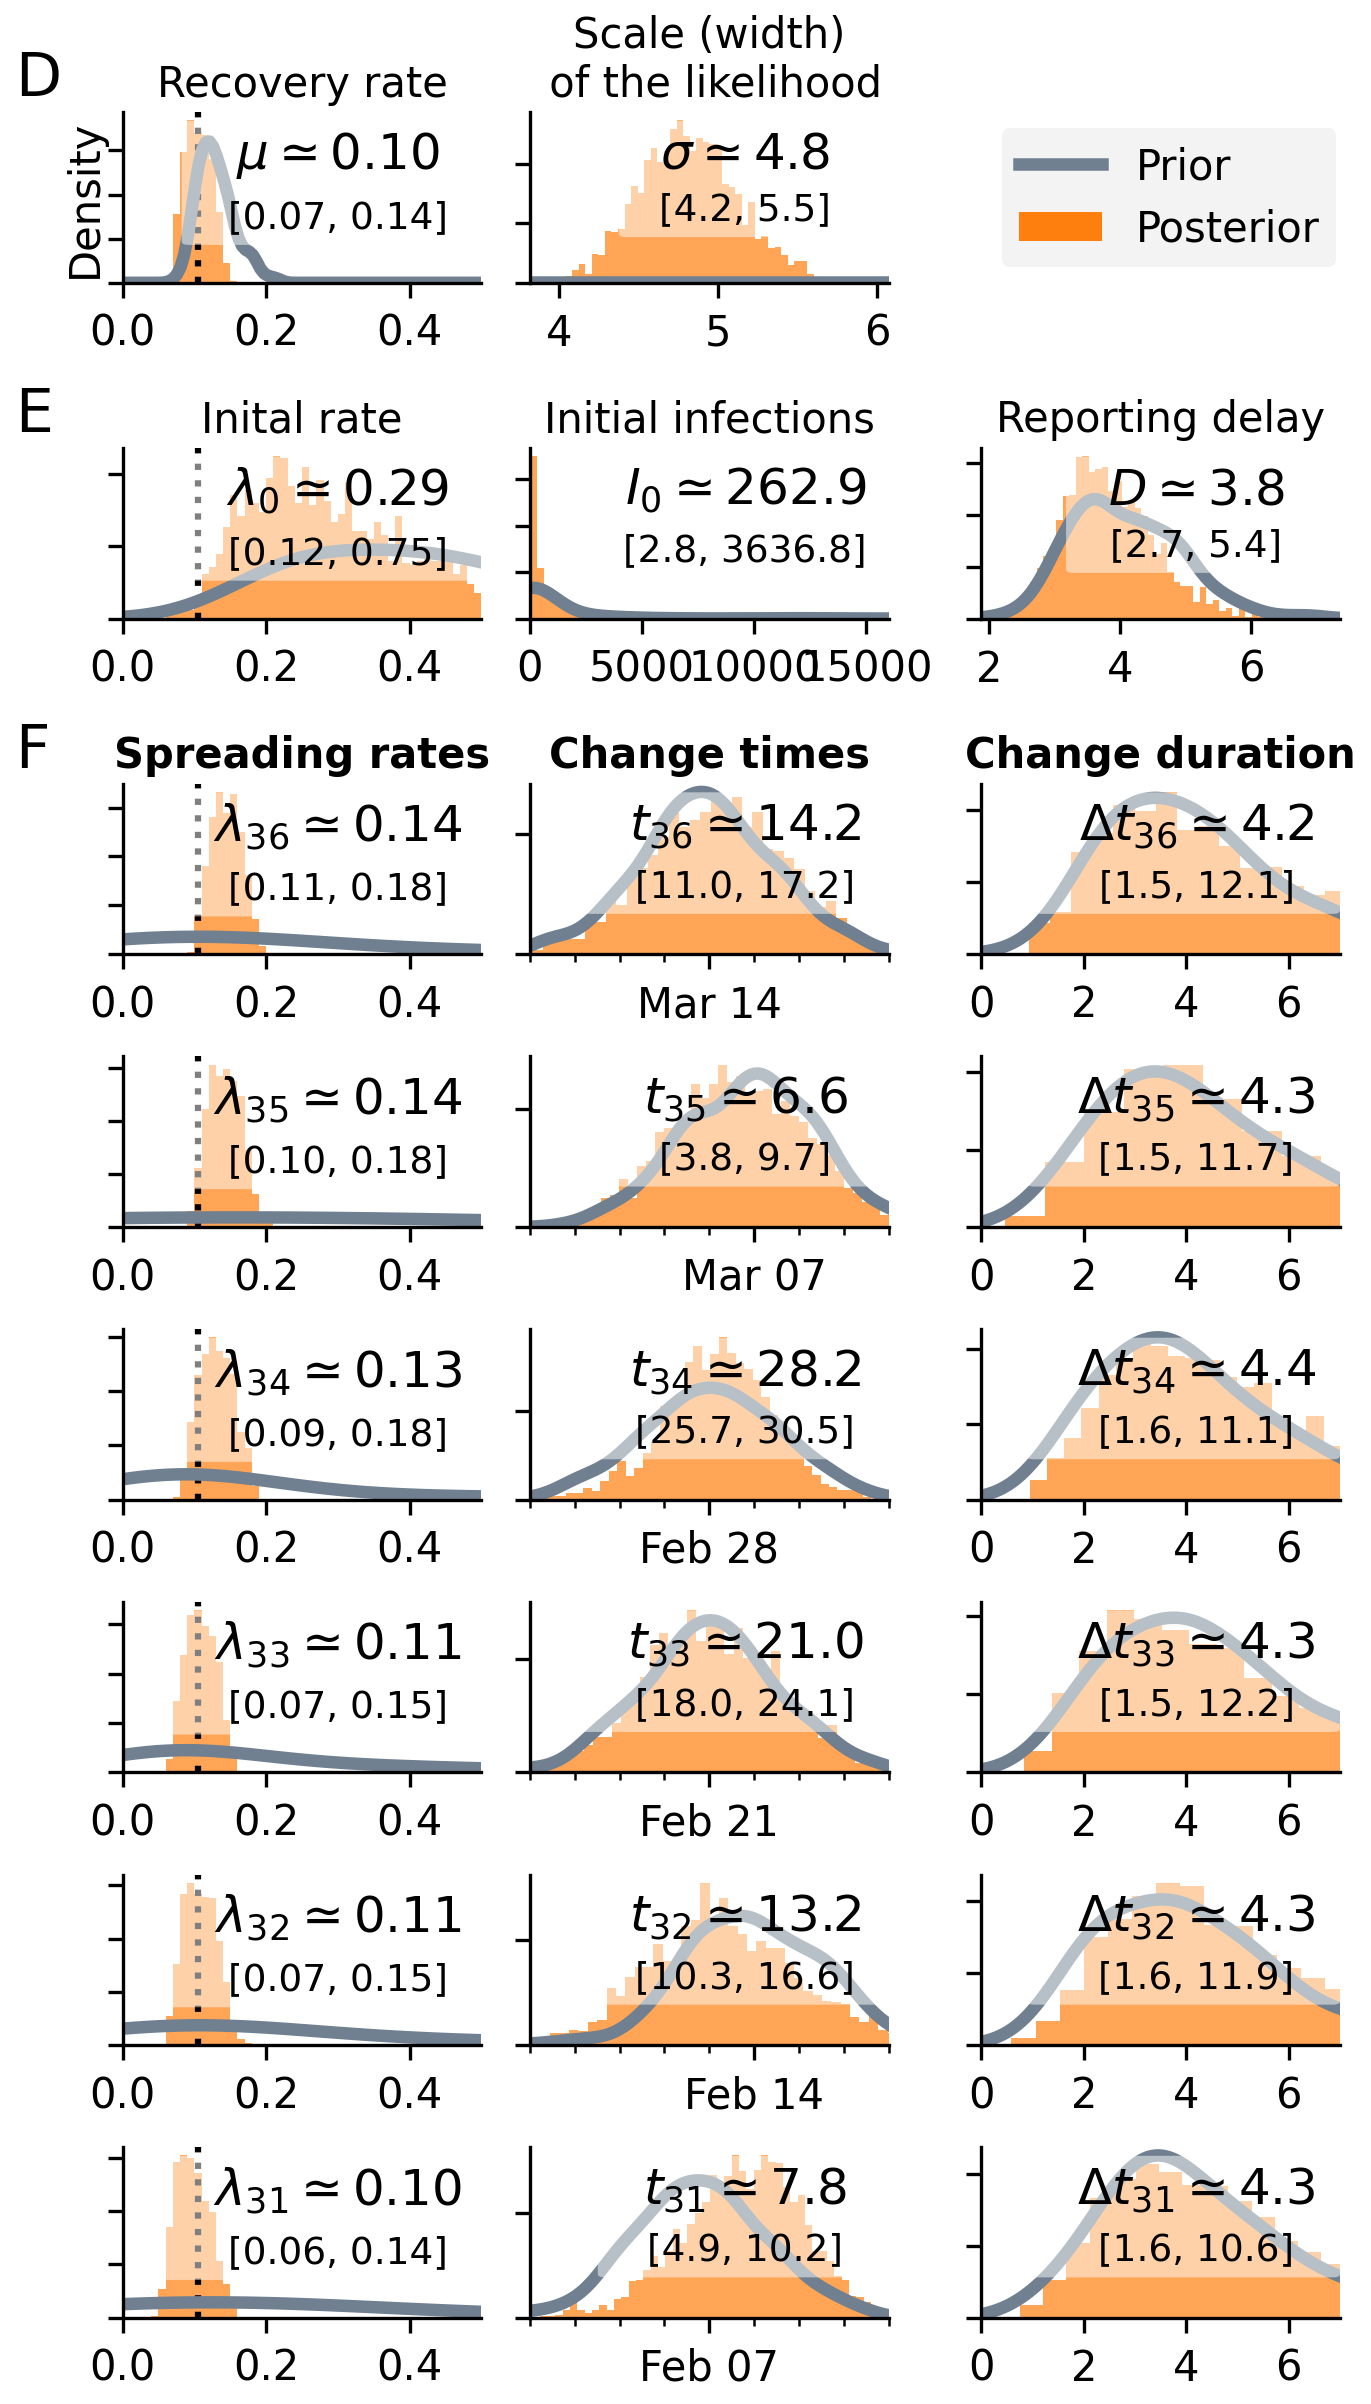 D
Recovery rate
Scale (width)
of the likelihood
Density
μ ≃ 0.10
[0.07, 0.14]
0.0 0.2 0.4
σ ≃ 4.8
[4.2, 5.5]
4 5 6
Prior
Posterior
E
Inital rate
λ0 ≃ 0.29
[0.12, 0.75]
0.0 0.2 0.4
Initial infections
I0 ≃ 262.9
[2.8, 3636.8]
0 5000 10000 15000
Reporting delay
D ≃ 3.8
[2.7, 5.4]
2 4 6
F
Spreading rates
Change times
Change duration
λ36 ≃ 0.14
[0.11, 0.18]
0.0 0.2 0.4
t36 ≃ 14.2
[11.0, 17.2]
Mar 14
Δt36 ≃ 4.2
[1.5, 12.1]
0 2 4 6
λ35 ≃ 0.14
[0.10, 0.18]
0.0 0.2 0.4
t35 ≃ 6.6
[3.8, 9.7]
Mar 07
Δt35 ≃ 4.3
[1.5, 11.7]
0 2 4 6
λ34 ≃ 0.13
[0.09, 0.18]
0.0 0.2 0.4
t34 ≃ 28.2
[25.7, 30.5]
Feb 28
Δt34 ≃ 4.4
[1.6, 11.1]
0 2 4 6
λ33 ≃ 0.11
[0.07, 0.15]
0.0 0.2 0.4
t33 ≃ 21.0
[18.0, 24.1]
Feb 21
Δt33 ≃ 4.3
[1.5, 12.2]
0 2 4 6
λ32 ≃ 0.11
[0.07, 0.15]
0.0 0.2 0.4
t32 ≃ 13.2
[10.3, 16.6]
Feb 14
Δt32 ≃ 4.3
[1.6, 11.9]
0 2 4 6
λ31 ≃ 0.10
[0.06, 0.14]
0.0 0.2 0.4
t31 ≃ 7.8
[4.9, 10.2]
Feb 07
Δt31 ≃ 4.3
[1.6, 10.6]
0 2 4 6